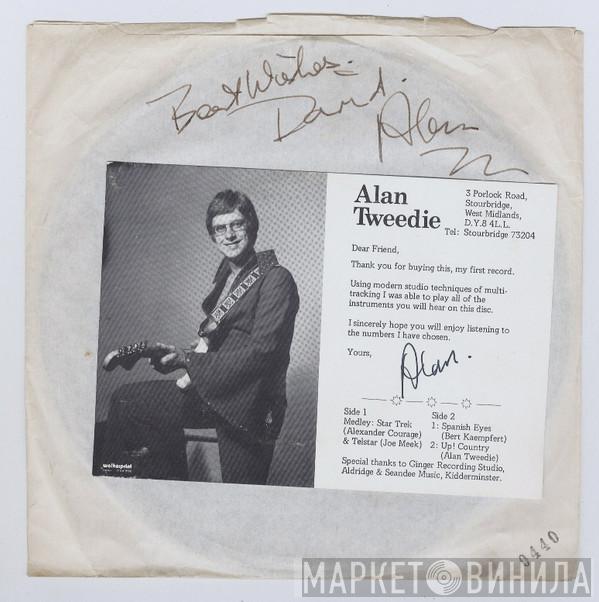 Best Wishes.
David.
Alan
Alan
Tweedie
3 Porlock Road,
Stourbridge,
West Midlands,
D.Y.8 4L.L.
Tel: Stourbridge 73204
Dear Friend,
Thank you for buying this, my first record.
Using modern studio techniques of multi-
tracking I was able to play all of the
instruments you will hear on this disc.
I sincerely hope you will enjoy listening to
the numbers I have chosen.
Yours,
Alan.
Side 1
Medley: Star Trek
(Alexander Courage)
& Telstar (Joe Meek)
Side 2
1: Spanish Eyes
(Bert Kaempfert)
2: Up! Country
(Alan Tweedie)
Special thanks to Ginger Recording Studio,
Aldridge & Seandee Music, Kidderminster.
walkerprint
0440
МАРКЕТ ВИНИЛА